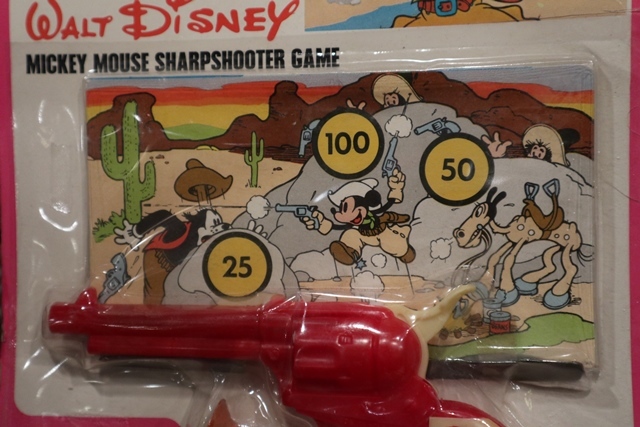 WALT DISNEY
MICKEY MOUSE SHARPSHOOTER GAME
100
50
25